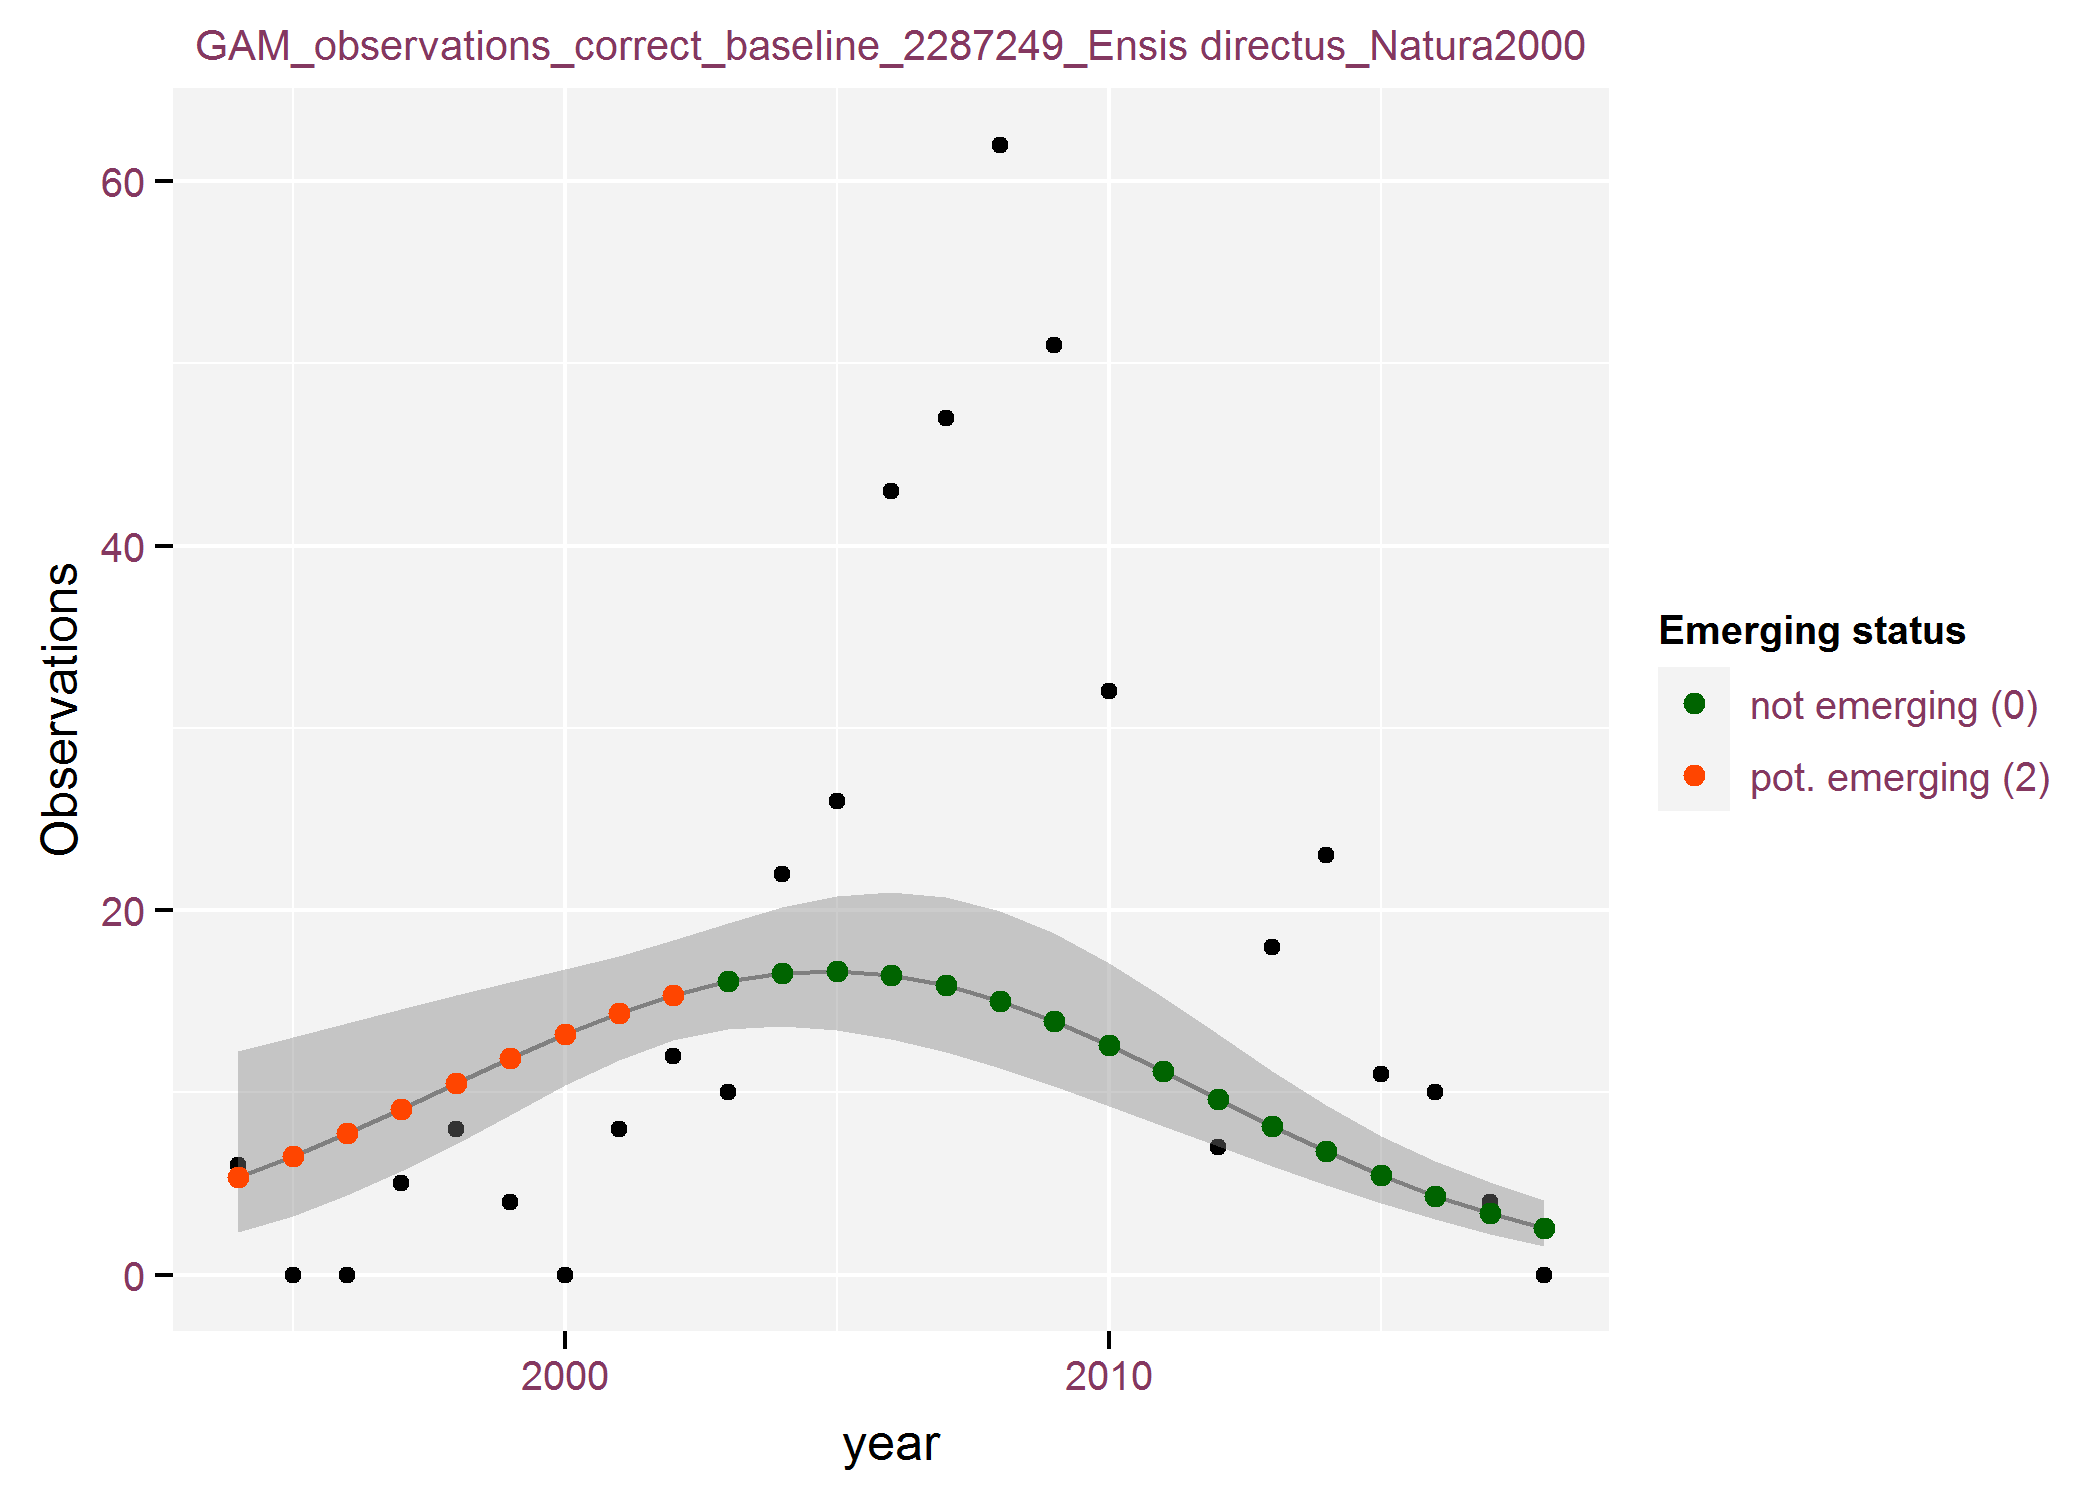 GAM_observations_correct_baseline_2287249_Ensis directus_Natura2000
60
40
20
0
Observations
2000
2010
year
Emerging status
not emerging (0)
pot. emerging (2)